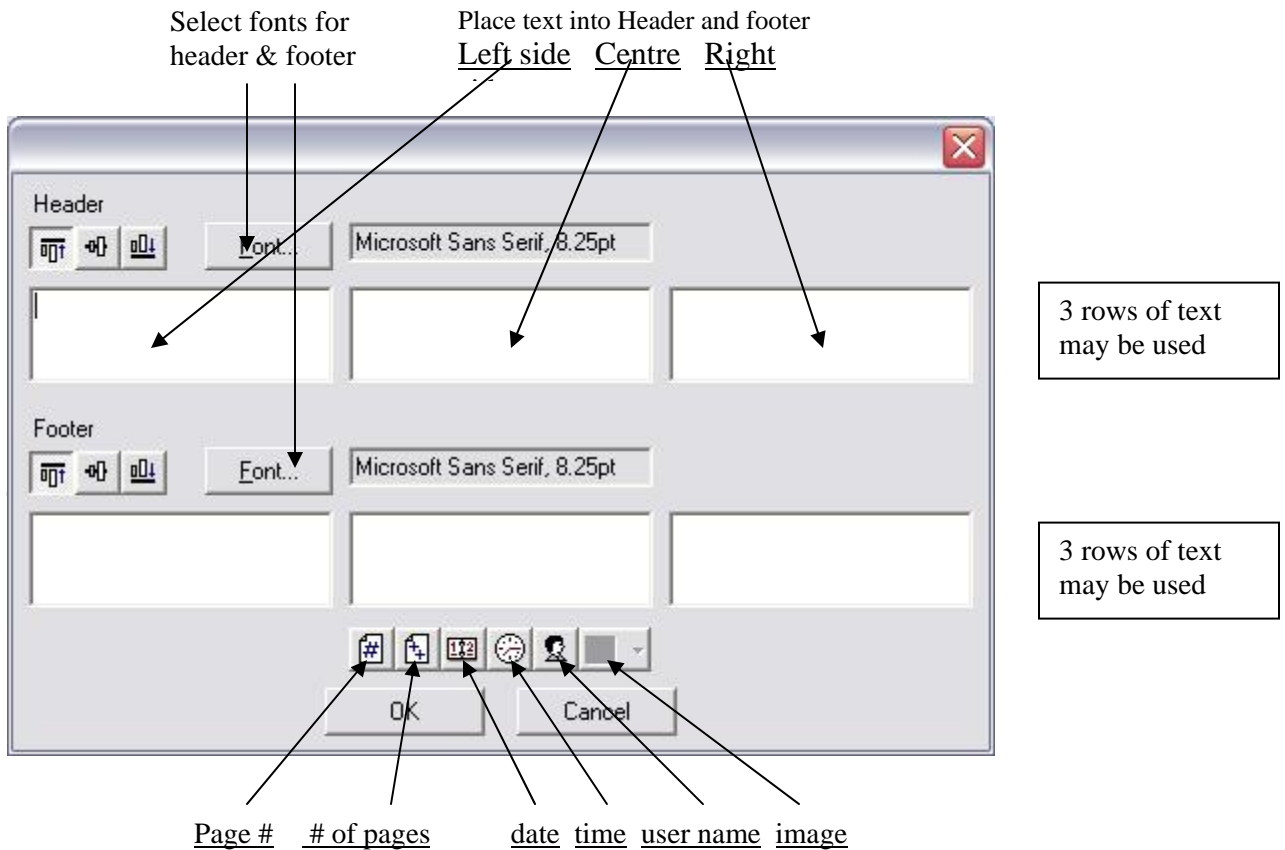 Select fonts for
header & footer
Place text into Header and footer
Left side Centre Right
Header
Font... Microsoft Sans Serif, 8.25pt
3 rows of text
may be used
Footer
Font... Microsoft Sans Serif, 8.25pt
3 rows of text
may be used
#
OK Cancel
Page # # of pages date time user name image